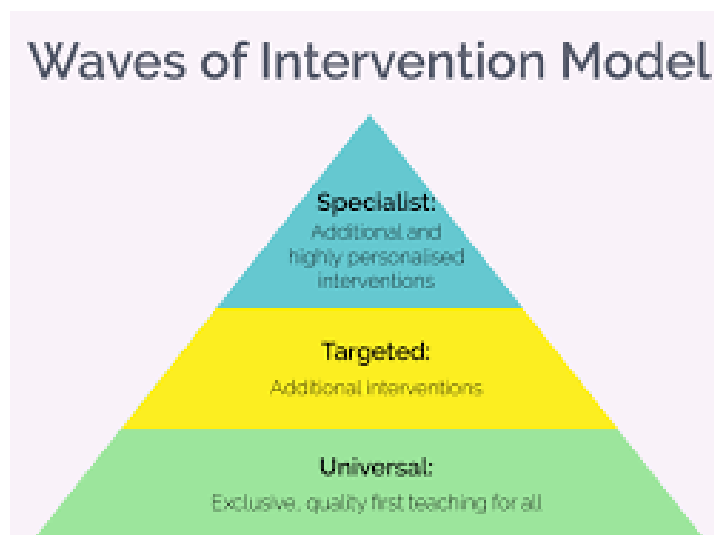 Waves of Intervention Model
Specialist:
Additional and
highly personalised
interventions
Targeted:
Additional interventions
Universal:
Exclusive, quality first teaching for all